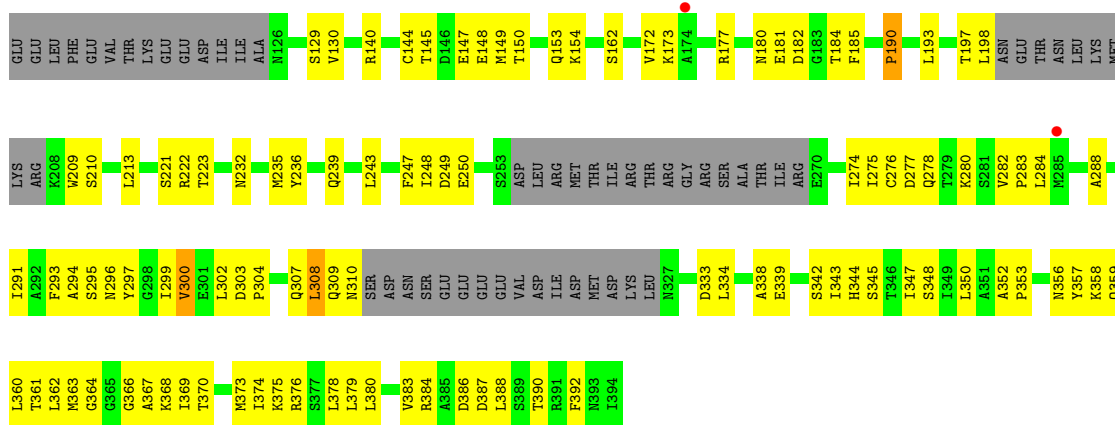 GLU GLU LEU PHE GLU VAL THR LYS GLU GLU ASP ILE ILE ALA N126 S129 V130 R140 C144 T145 D146 E147 E148 M149 T150 Q153 K154 S162 V172 K173 A174 R177 N180 E181 D182 G183 T184 F185 P190 L193 T197 L198 ASN GLU THR ASN LEU LYS MET
LYS ARG K208 W209 S210 L213 S221 R222 T223 N232 M235 Y236 Q239 L243 F247 I248 D249 E250 S253 ASP LEU ARG MET THR ILE ARG THR ARG GLY ARG SER ALA THR ILE ARG E270 I274 I275 C276 D277 Q278 T279 K280 S281 V282 P283 L284 M285 A288
I291 A292 F293 A294 S295 N296 Y297 G298 I299 V300 E301 L302 D303 P304 Q307 L308 Q309 N310 SER ASP ASN SER GLU GLU GLU GLU VAL ASP ILE ASP MET ASP LYS LEU N327 D333 L334 A338 E339 S342 I343 H344 S345 T346 I347 S348 I349 L350 A351 A352 P353 N356 Y357 K358 Q359
L360 T361 L362 M363 G364 G365 G366 A367 K368 I369 T370 M373 I374 K375 R376 S377 L378 L379 L380 V383 R384 A385 D386 D387 L388 S389 T390 R391 F392 N393 I394